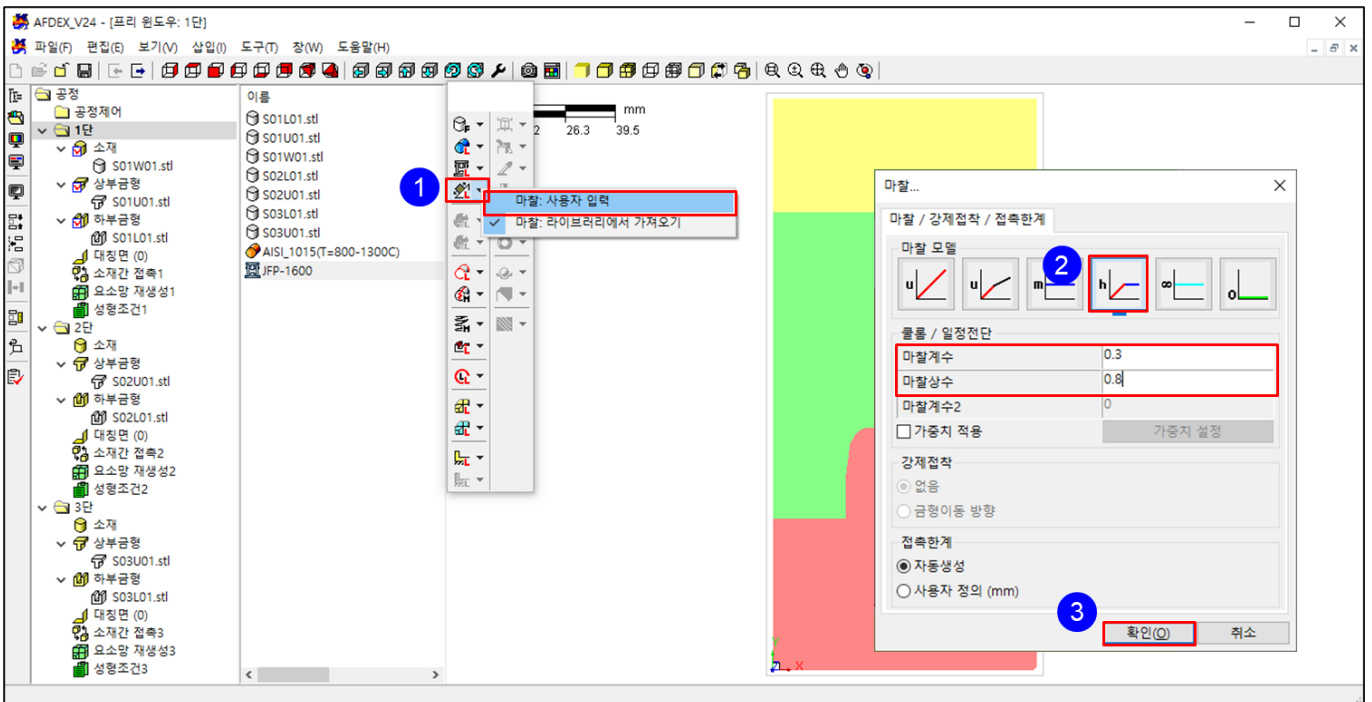 AFDEX_V24 - [프리 윈도우: 1단]
파일(F) 편집(E) 보기(V) 삽입(I) 도구(T) 창(W) 도움말(H)
공정
공정제어
1단
소재
S01W01.stl
상부금형
S01U01.stl
하부금형
S01L01.stl
대칭면 (0)
소재간 접촉1
요소망 재생성1
성형조건1
2단
소재
상부금형
S02U01.stl
하부금형
S02L01.stl
대칭면 (0)
소재간 접촉2
요소망 재생성2
성형조건2
3단
소재
상부금형
S03U01.stl
하부금형
S03L01.stl
대칭면 (0)
소재간 접촉3
요소망 재생성3
성형조건3
이름
S01L01.stl
S01U01.stl
S01W01.stl
S02L01.stl
S02U01.stl
S03L01.stl
S03U01.stl
AISI_1015(T=800-1300C)
JFP-1600
mm
2 26.3 39.5
1
마찰: 사용자 입력
마찰: 라이브러리에서 가져오기
Y
Z X
마찰...
마찰 / 강제접착 / 접촉한계
마찰 모델
2
u u m h ∞ 0
쿨롱 / 일정전단
마찰계수 0.3
마찰상수 0.8
마찰계수2 0
가중치 적용 가중치 설정
강제접착
없음
금형이동 방향
접촉한계
자동생성
사용자 정의 (mm)
3
확인(O) 취소